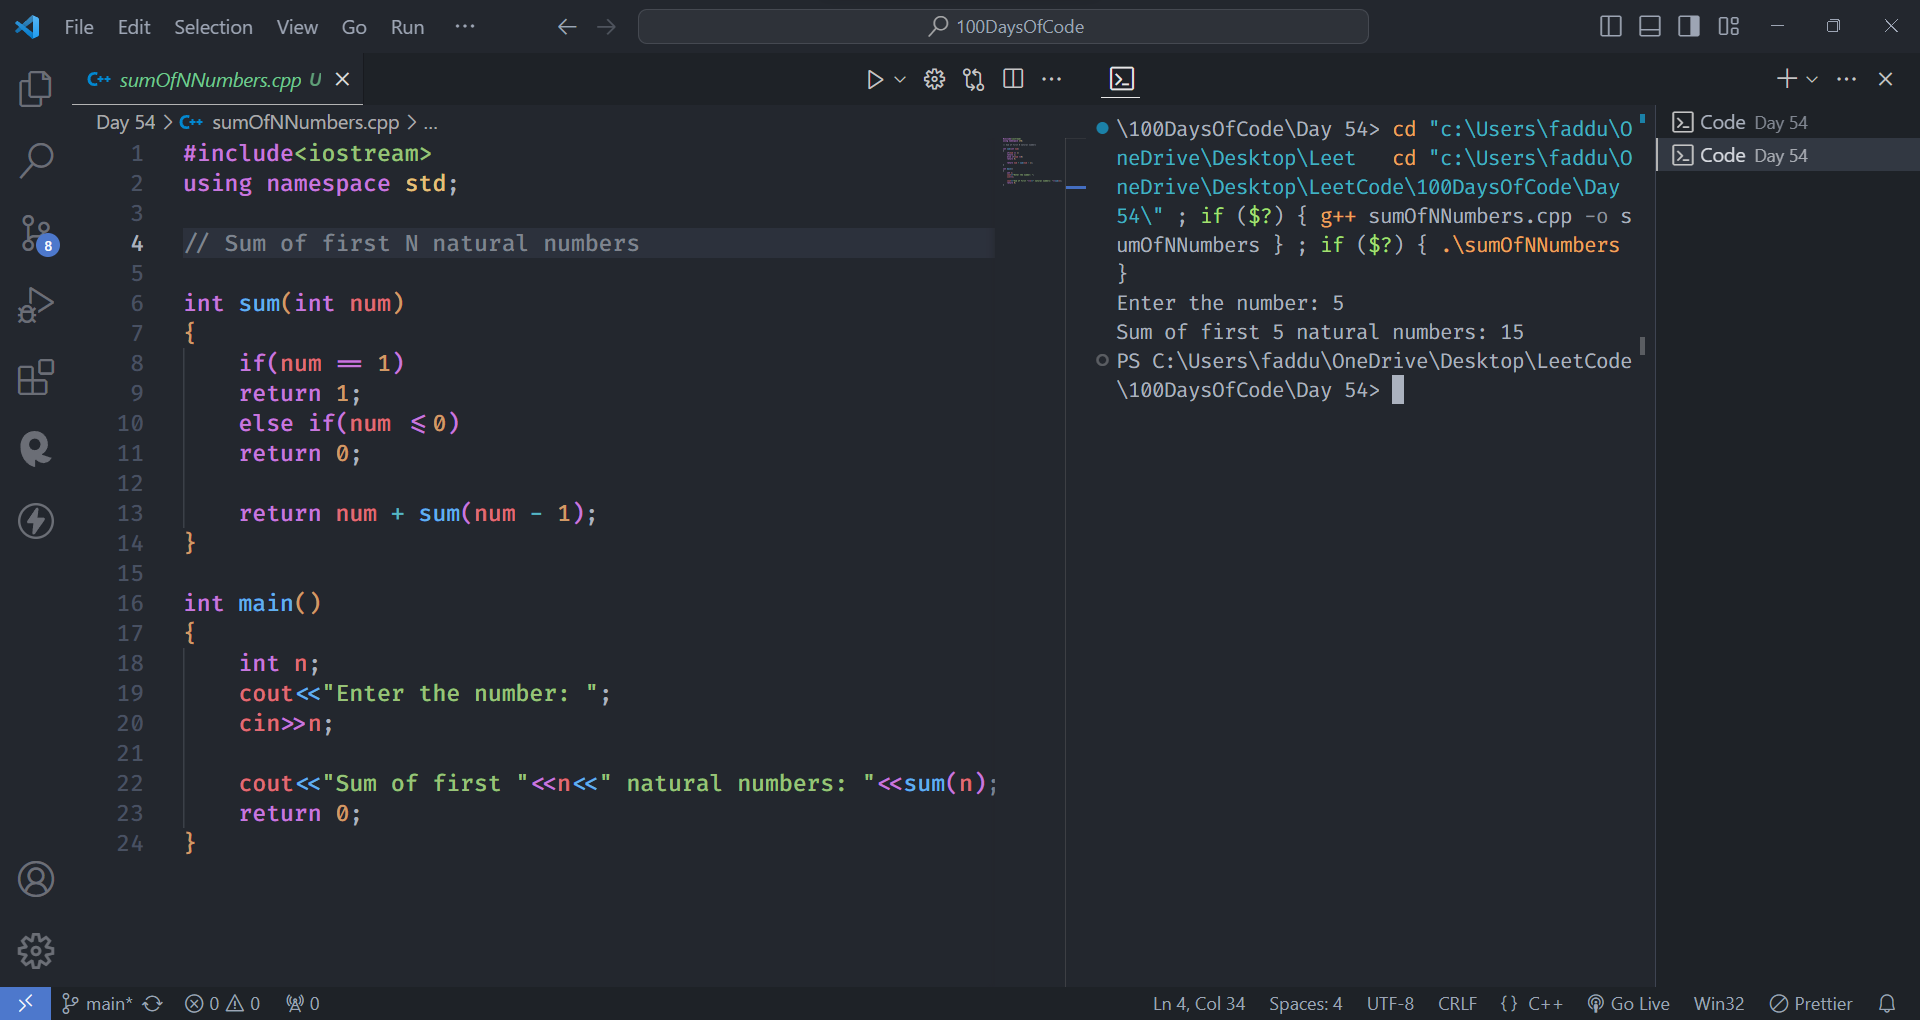 File Edit Selection View Go Run ···
100DaysOfCode
C++ sumOfNNumbers.cpp U
Day 54 > C++ sumOfNNumbers.cpp > ...
1 #include<iostream>
2 using namespace std;
3
4 // Sum of first N natural numbers
5
6 int sum(int num)
7 {
8 if(num == 1)
9 return 1;
10 else if(num <=0)
11 return 0;
12
13 return num + sum(num - 1);
14 }
15
16 int main()
17 {
18 int n;
19 cout<<"Enter the number: ";
20 cin>>n;
21
22 cout<<"Sum of first "<<n<<" natural numbers: "<<sum(n);
23 return 0;
24 }
\100DaysOfCode\Day 54> cd "c:\Users\faddu\O
neDrive\Desktop\Leet cd "c:\Users\faddu\O
neDrive\Desktop\LeetCode\100DaysOfCode\Day
54\" ; if ($?) { g++ sumOfNNumbers.cpp -o s
umOfNNumbers } ; if ($?) { .\sumOfNNumbers
}
Enter the number: 5
Sum of first 5 natural numbers: 15
PS C:\Users\faddu\OneDrive\Desktop\LeetCode
\100DaysOfCode\Day 54>
Code Day 54
Code Day 54
8
main* 0 0 0
Ln 4, Col 34 Spaces: 4 UTF-8 CRLF {} C++ Go Live Win32 Prettier